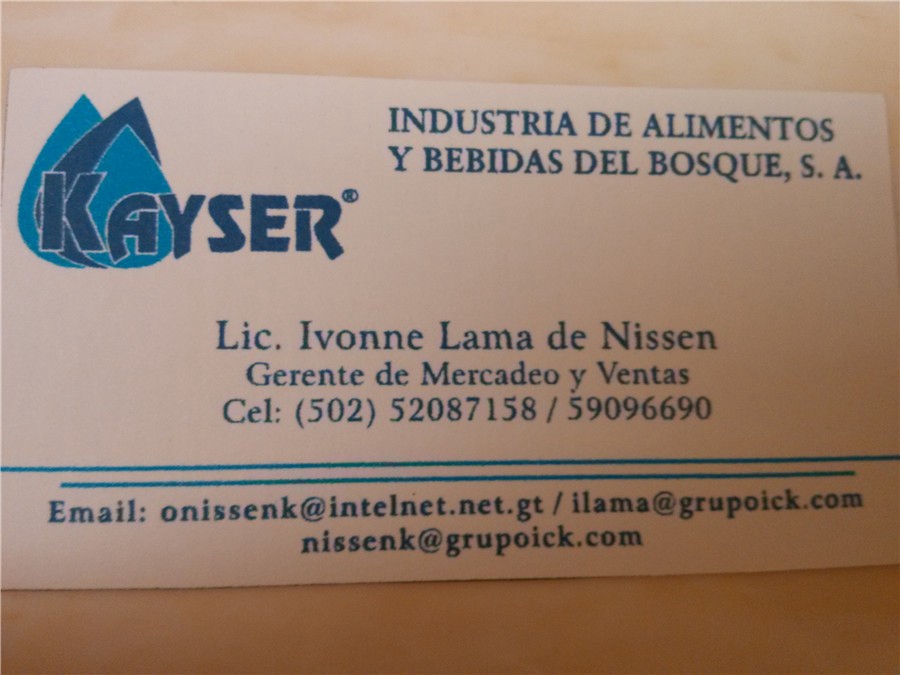 KAYSER®
INDUSTRIA DE ALIMENTOS
Y BEBIDAS DEL BOSQUE, S. A.
Lic. Ivonne Lama de Nissen
Gerente de Mercadeo y Ventas
Cel: (502) 52087158 / 59096690
Email: onissenk@intelnet.net.gt / ilama@grupoick.com
nissenk@grupoick.com